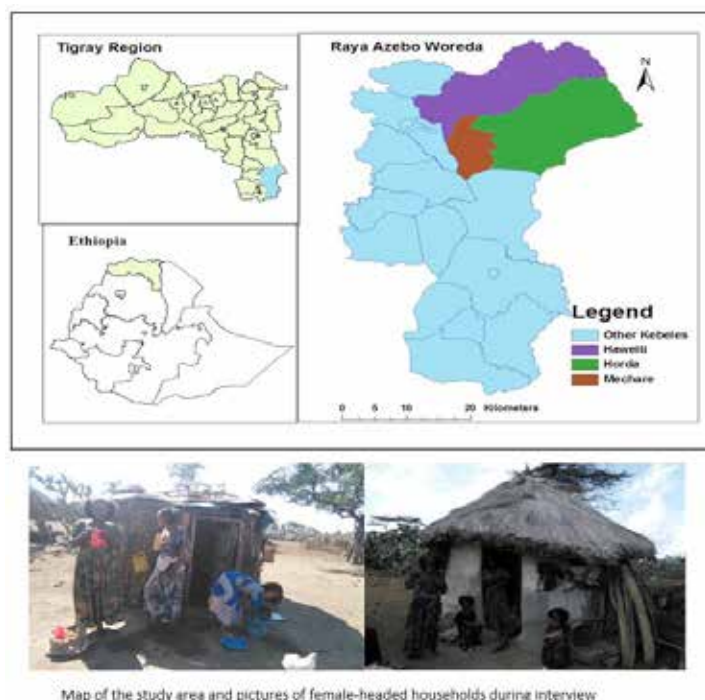 Tigray Region
Ethiopia
Raya Azebo Woreda
N
Legend
Other Kebeles
Hawelti
Horda
Mechare
0 5 10 20 Kilometers
Map of the study area and pictures of female-headed households during interview